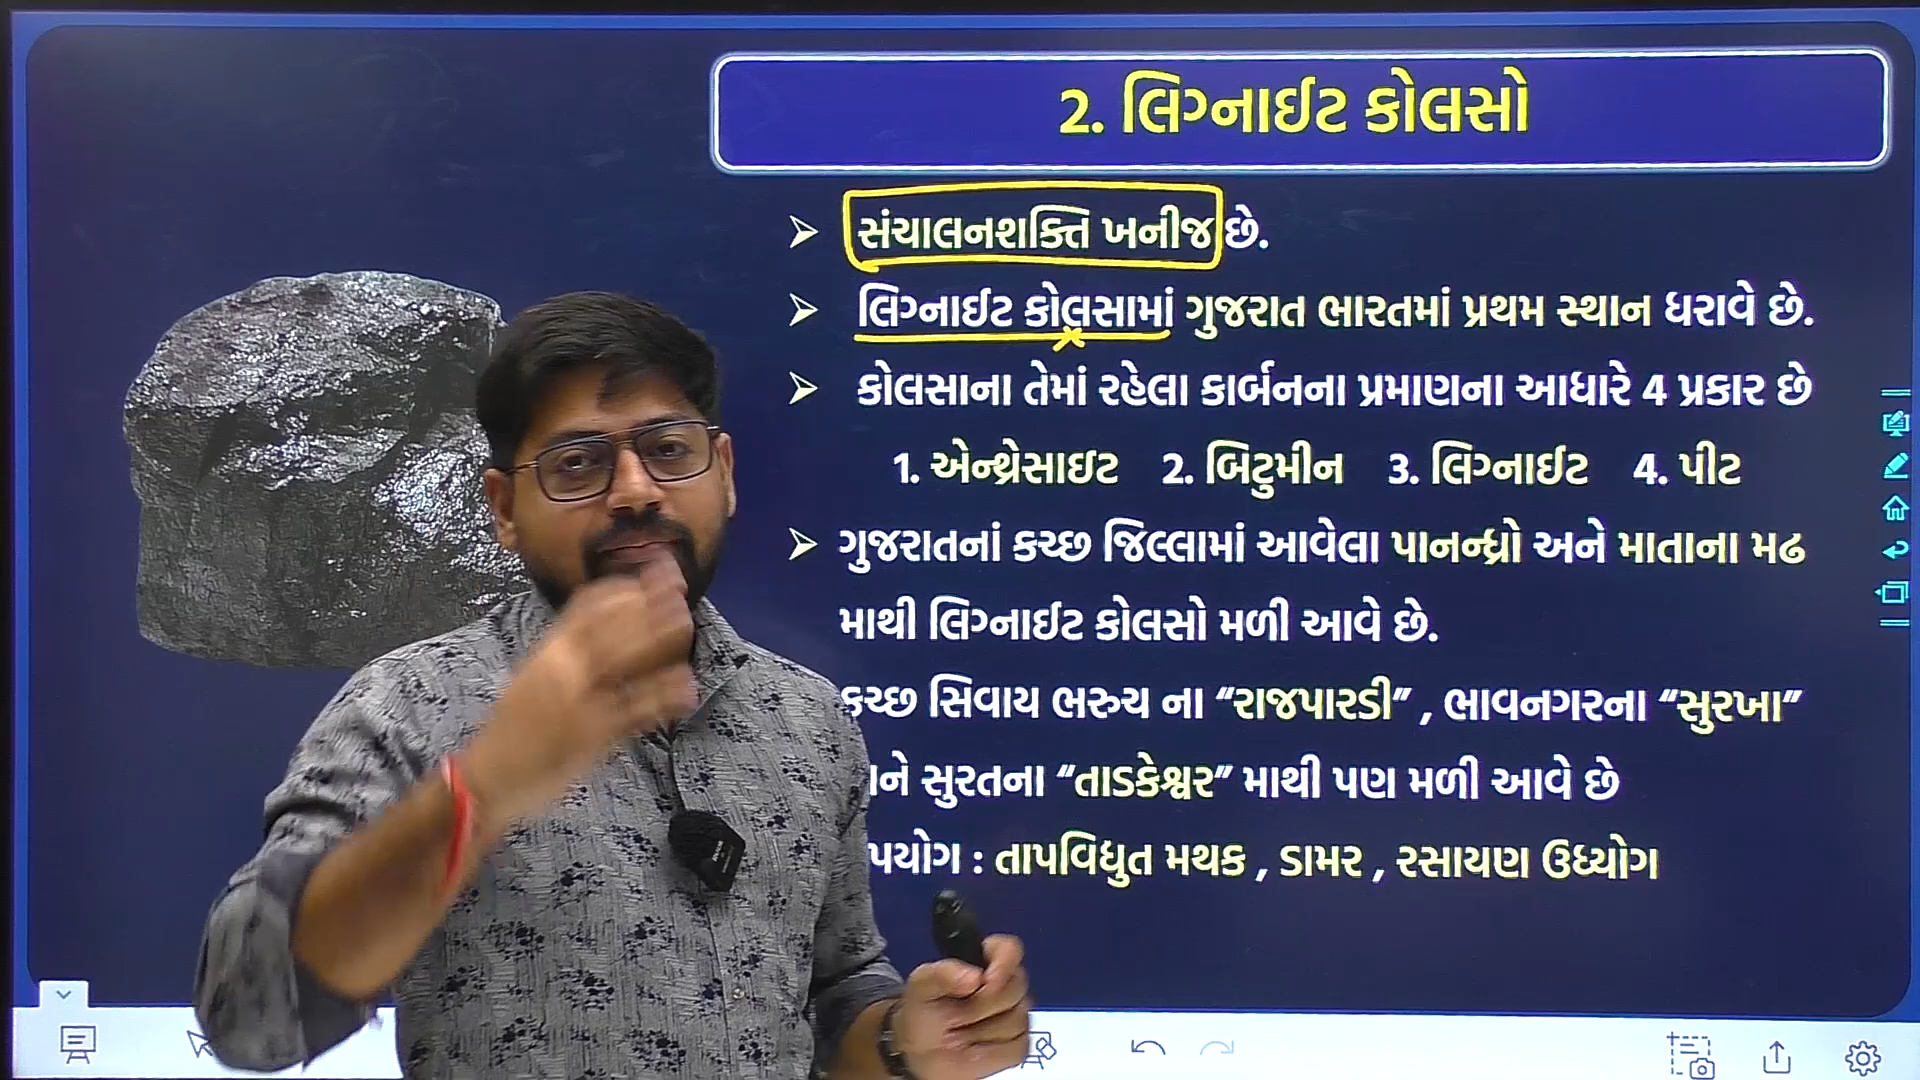 2. લિગ્નાઈટ કોલસો
➢ સંચાલનશક્તિ ખનીજ છે.
➢ લિગ્નાઈટ કોલસામાં ગુજરાત ભારતમાં પ્રથમ સ્થાન ધરાવે છે.
➢ કોલસાના તેમાં રહેલા કાર્બનના પ્રમાણના આધારે 4 પ્રકાર છે
1. એન્થ્રેસાઇટ 2. બિટુમીન 3. લિગ્નાઈટ 4. પીટ
➢ ગુજરાતનાં કચ્છ જિલ્લામાં આવેલા પાનન્ધ્રો અને માતાના મઢ
માથી લિગ્નાઈટ કોલસો મળી આવે છે.
કચ્છ સિવાય ભરુચ ના “રાજપારડી” , ભાવનગરના “સુરખા”
સુરતના “તાડકેશ્વર” માથી પણ મળી આવે છે
: તાપવિદ્યુત મથક , ડામર , રસાયણ ઉદ્યોગ